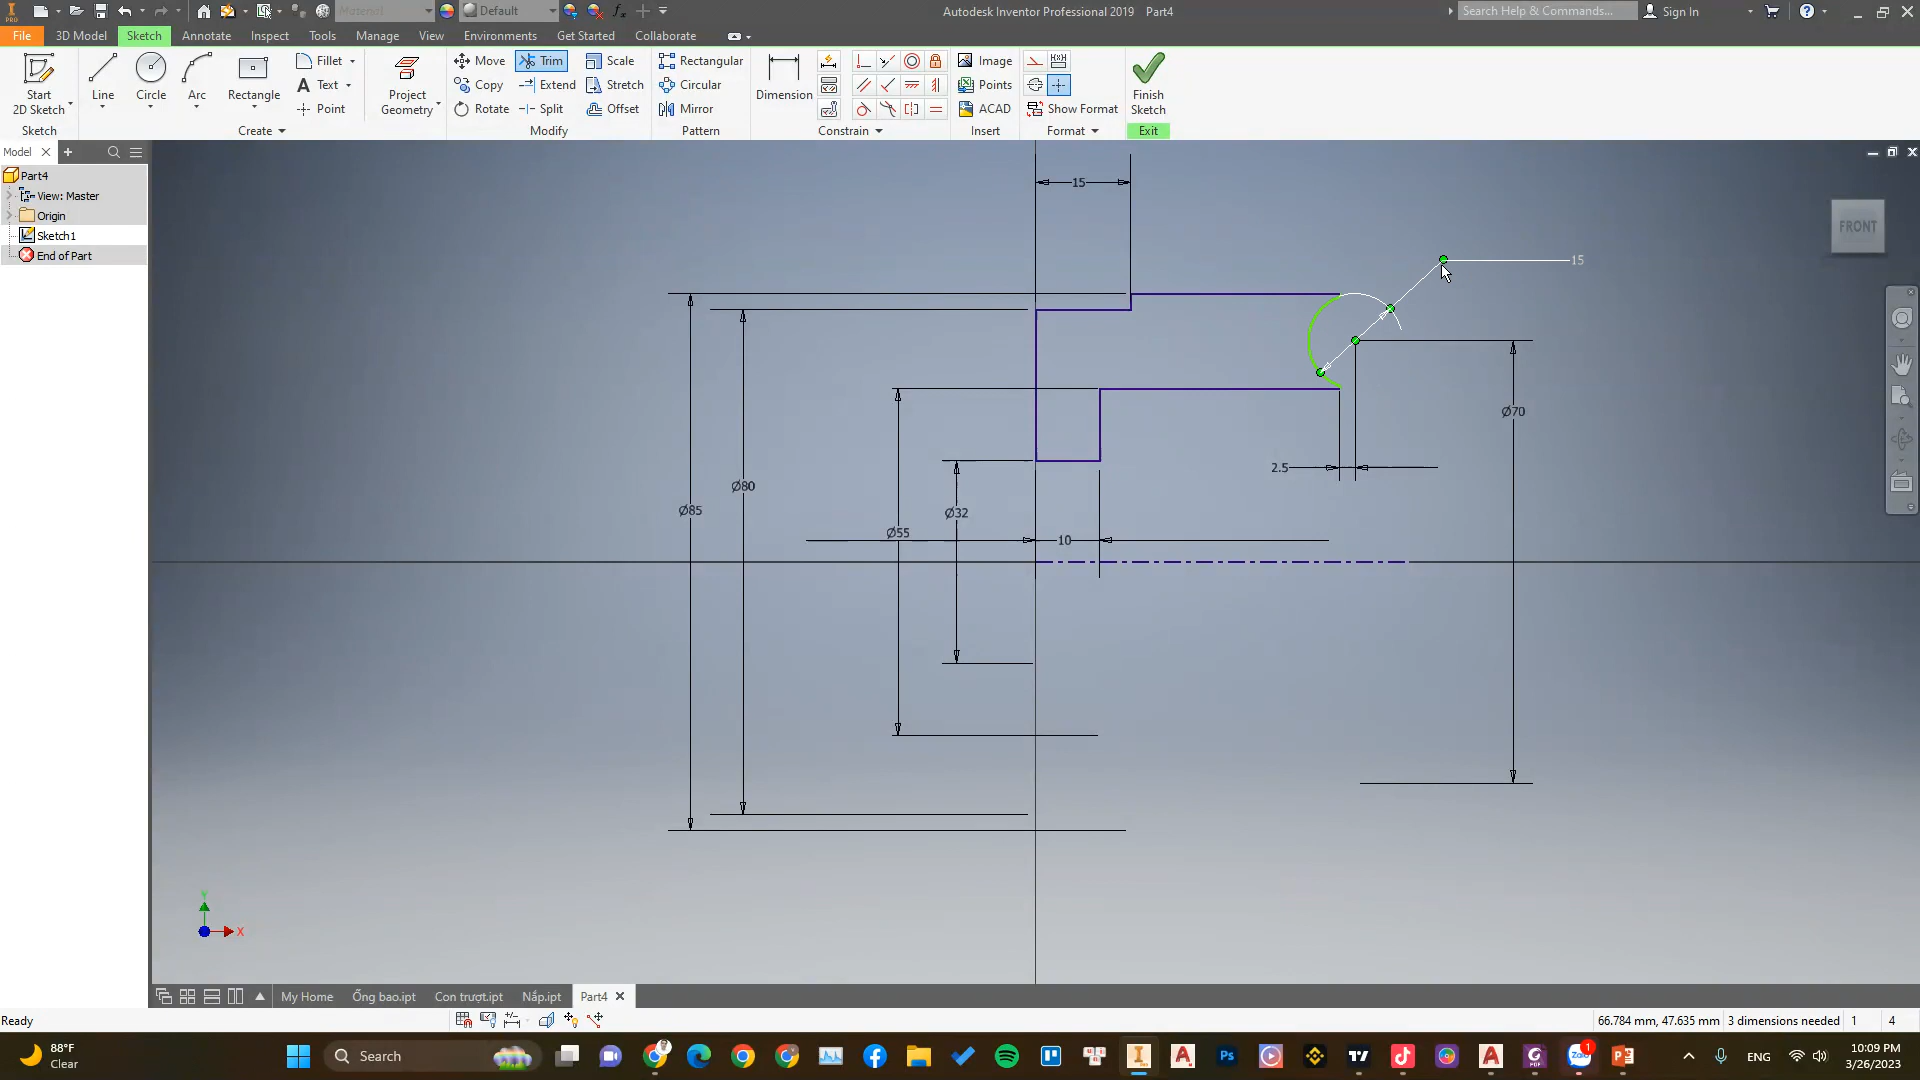 PRO
Material
Default
Autodesk Inventor Professional 2019 Part4
Search Help & Commands...
Sign In
File
3D Model
Sketch
Annotate
Inspect
Tools
Manage
View
Environments
Get Started
Collaborate
Start
2D Sketch
Line
Circle
Arc
Rectangle
Fillet
Text
Point
Project
Geometry
Move
Copy
Rotate
Trim
Extend
Split
Scale
Stretch
Offset
Rectangular
Circular
Mirror
Dimension
Image
Points
ACAD
Show Format
Finish
Sketch
Sketch
Create
Modify
Pattern
Constrain
Insert
Format
Exit
Model
Part4
View: Master
Origin
Sketch1
End of Part
FRONT
15
15
Ø70
2.5
Ø80
Ø85
Ø32
Ø55
10
Y
X
My Home
Ống bao.ipt
Con trượt.ipt
Nắp.ipt
Part4
Ready
66.784 mm, 47.635 mm
3 dimensions needed
1
4
88°F
Clear
Search
1
ENG
10:09 PM
3/26/2023